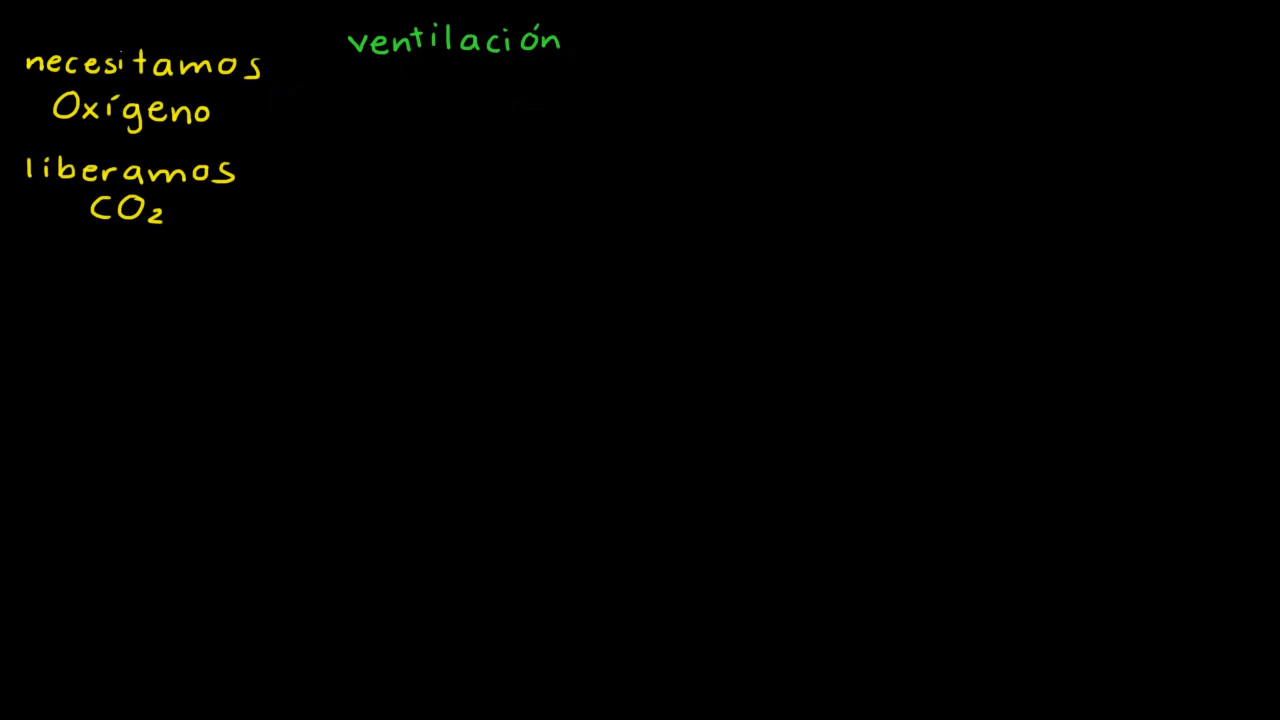 ventilación
necesitamos
Oxígeno
liberamos
CO₂